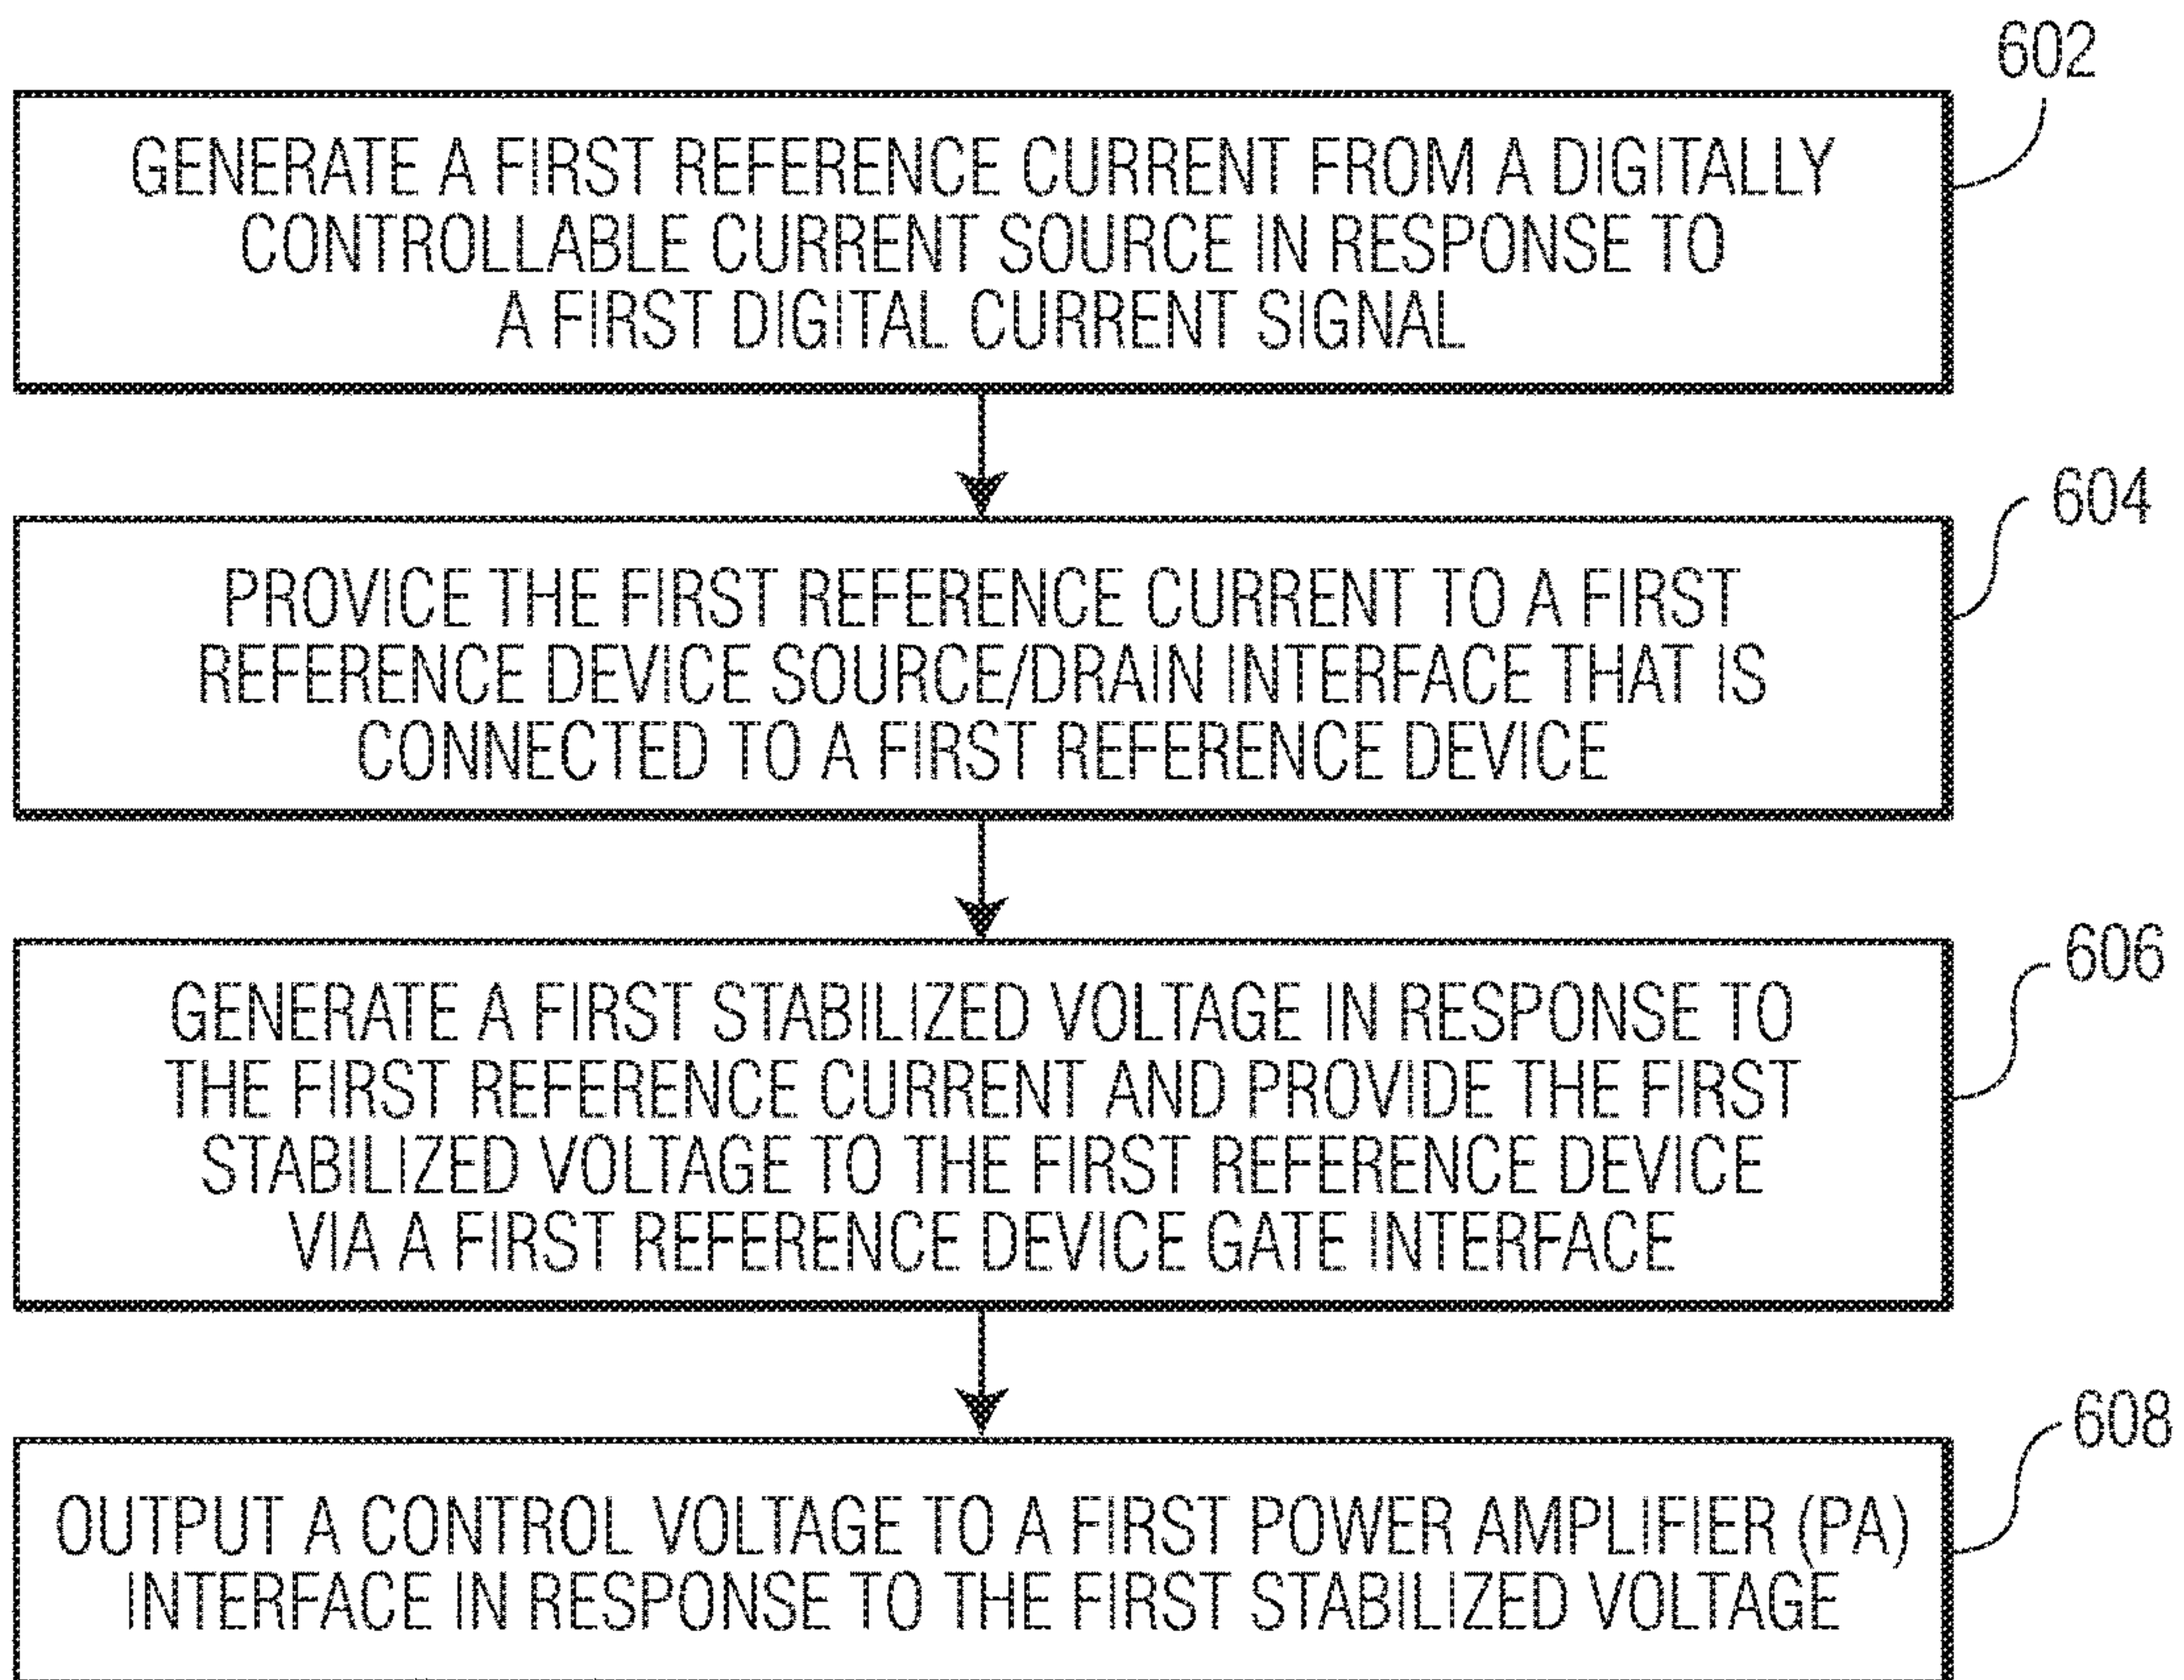 602
GENERATE A FIRST REFERENCE CURRENT FROM A DIGITALLY
CONTROLLABLE CURRENT SOURCE IN RESPONSE TO
A FIRST DIGITAL CURRENT SIGNAL
604
PROVICE THE FIRST REFERENCE CURRENT TO A FIRST
REFERENCE DEVICE SOURCE/DRAIN INTERFACE THAT IS
CONNECTED TO A FIRST REFERENCE DEVICE
606
GENERATE A FIRST STABILIZED VOLTAGE IN RESPONSE TO
THE FIRST REFERENCE CURRENT AND PROVIDE THE FIRST
STABILIZED VOLTAGE TO THE FIRST REFERENCE DEVICE
VIA A FIRST REFERENCE DEVICE GATE INTERFACE
608
OUTPUT A CONTROL VOLTAGE TO A FIRST POWER AMPLIFIER (PA)
INTERFACE IN RESPONSE TO THE FIRST STABILIZED VOLTAGE